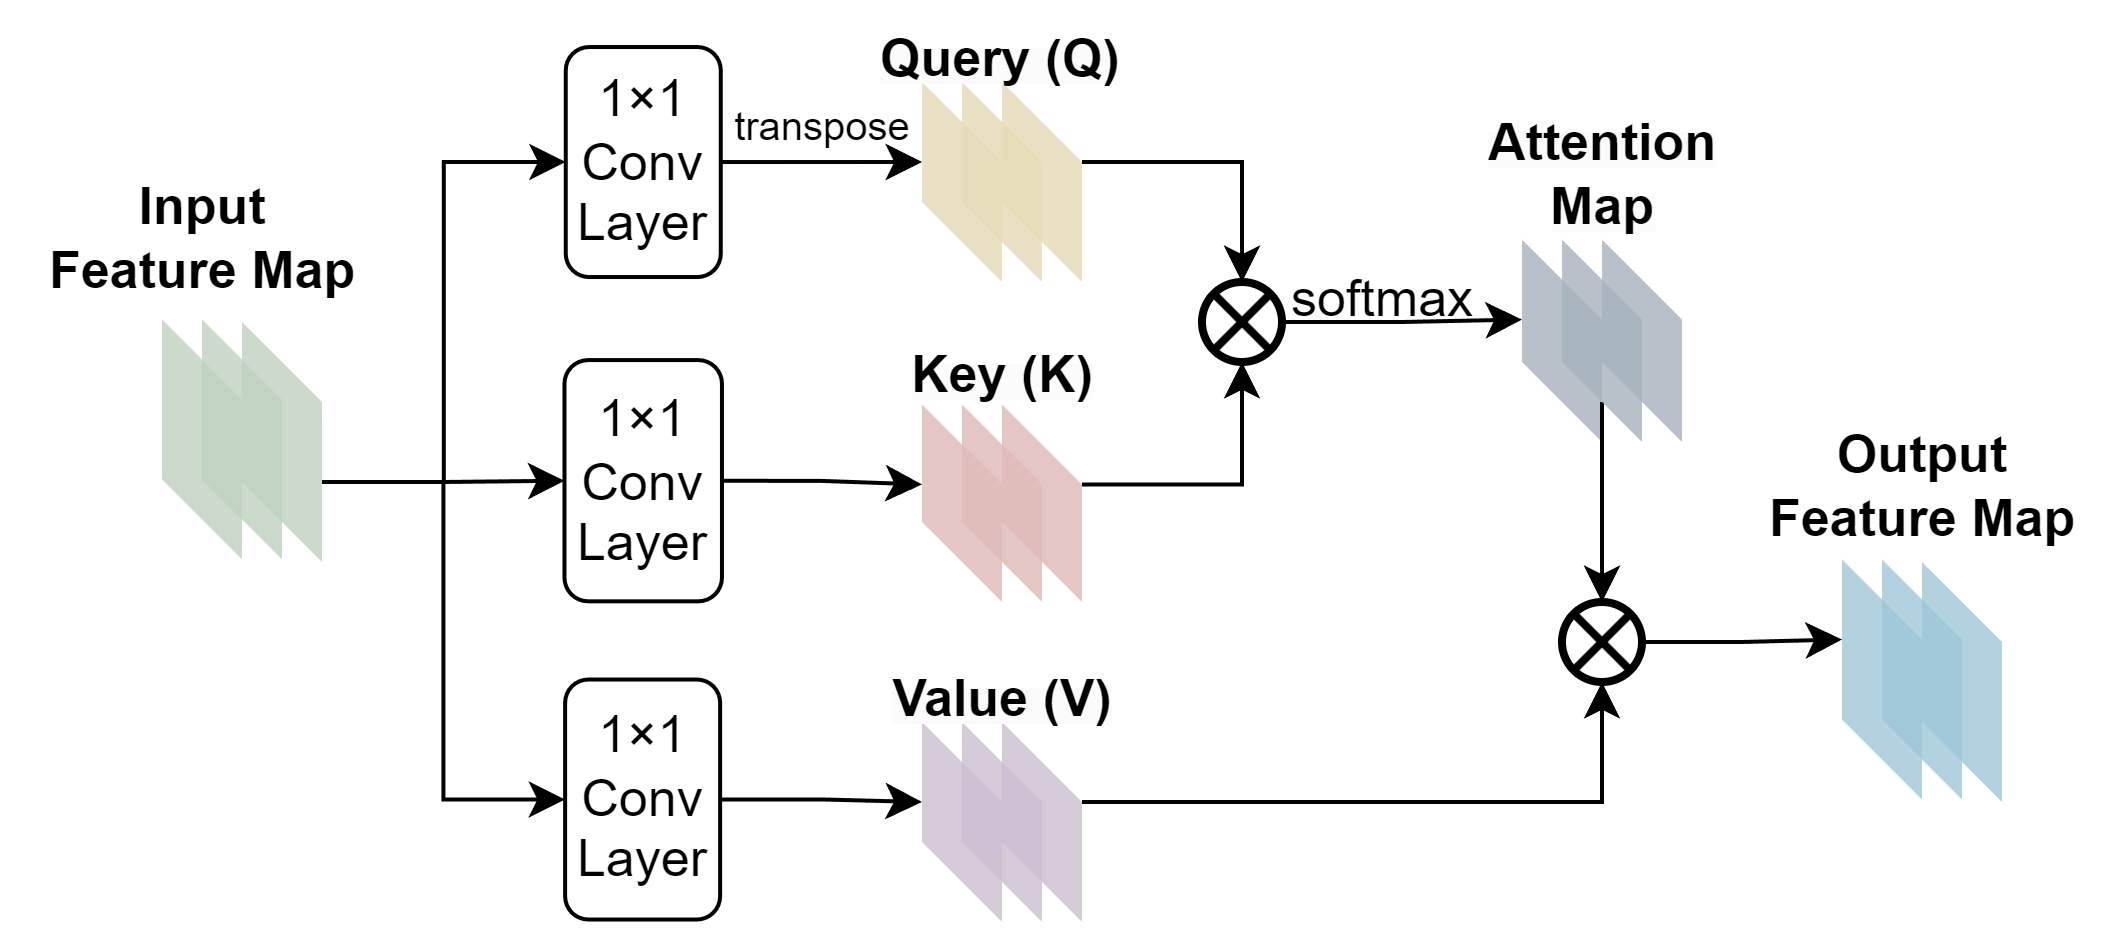 Input
Feature Map
1×1
Conv
Layer
transpose
Query (Q)
1×1
Conv
Layer
Key (K)
1×1
Conv
Layer
Value (V)
softmax
Attention
Map
Output
Feature Map